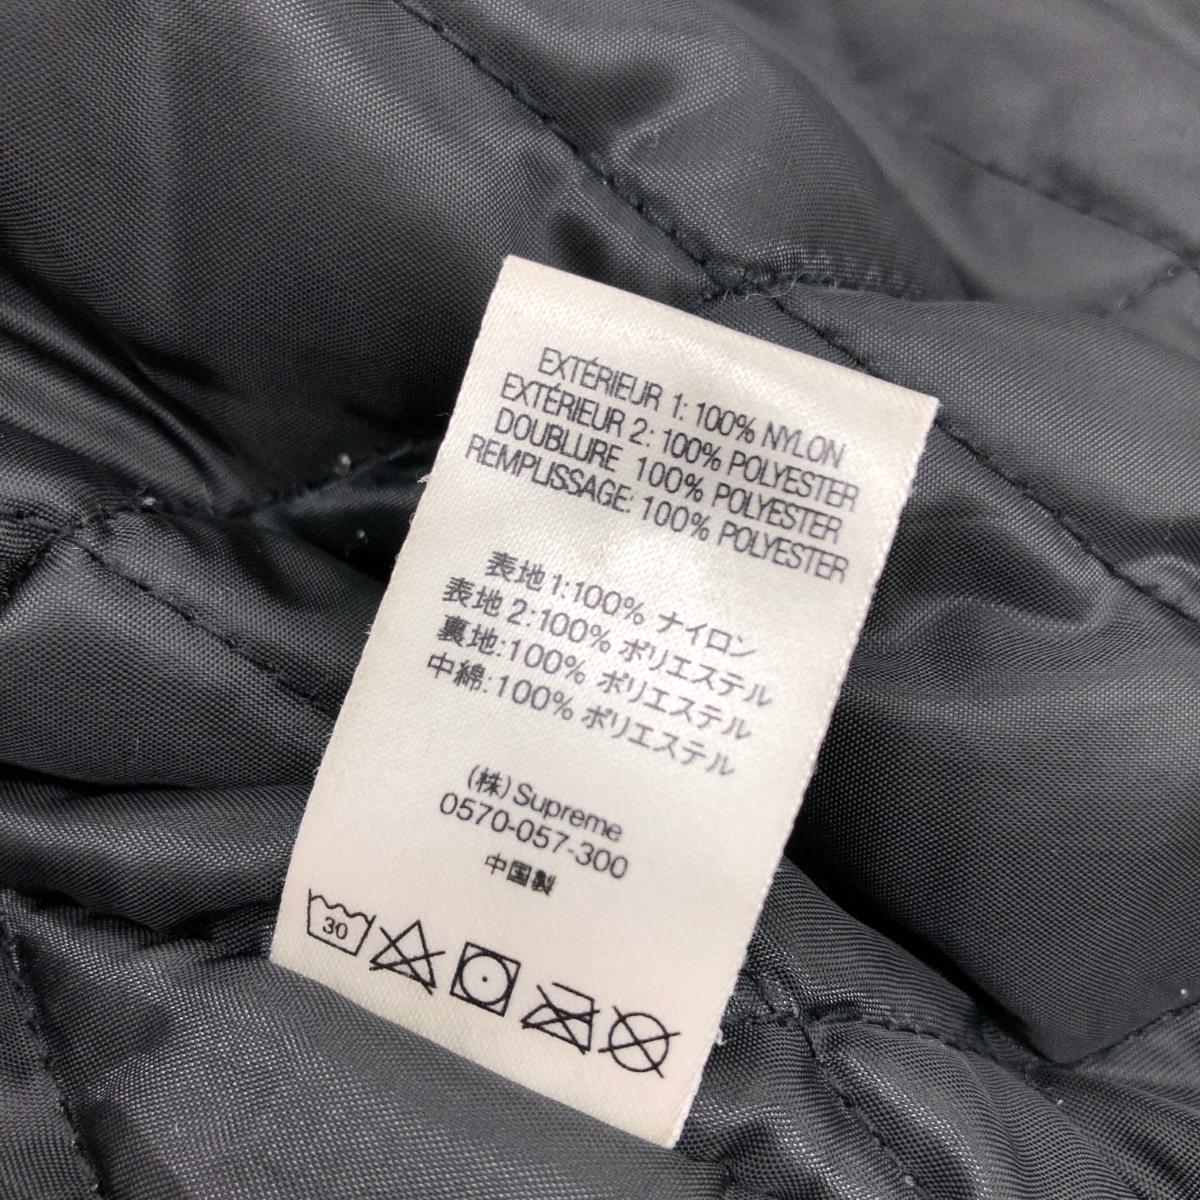 EXTÉRIEUR 1: 100% NYLON
EXTÉRIEUR 2: 100% POLYESTER
DOUBLURE 100% POLYESTER
REMPLISSAGE: 100% POLYESTER
表地 1:100% ナイロン
表地 2:100% ポリエステル
裏地:100% ポリエステル
中綿:100% ポリエステル
(株) Supreme
0570-057-300
中国製
30